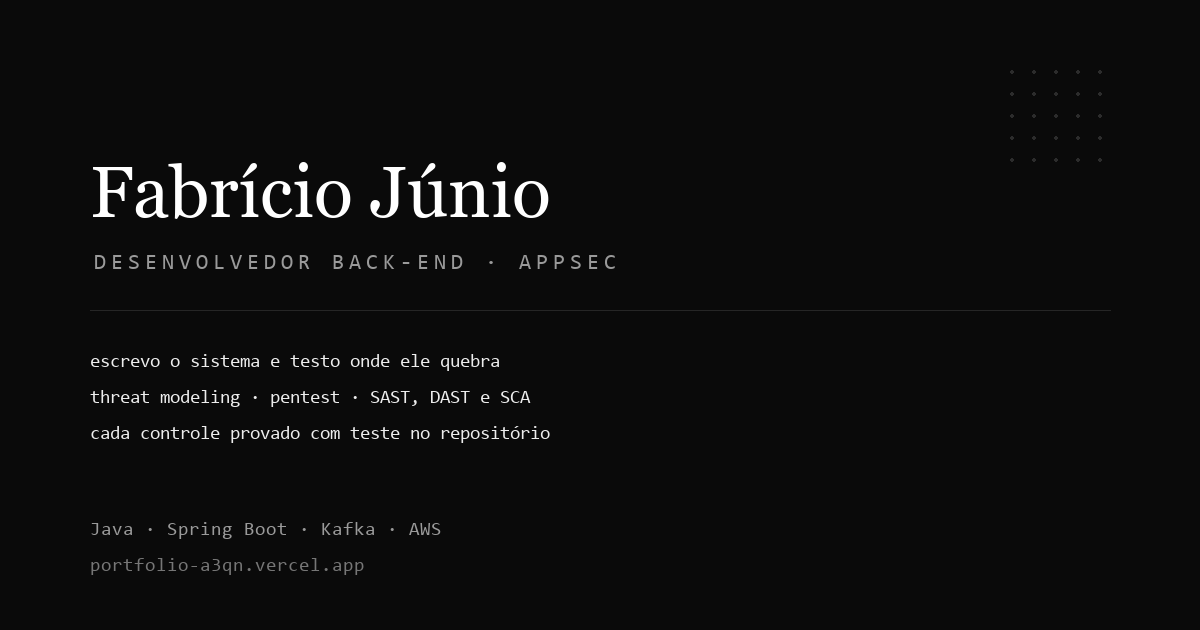 Fabrício Júnio
DESENVOLVEDOR BACK-END · APPSEC
escrevo o sistema e testo onde ele quebra
threat modeling · pentest · SAST, DAST e SCA
cada controle provado com teste no repositório
Java · Spring Boot · Kafka · AWS
portfolio-a3qn.vercel.app